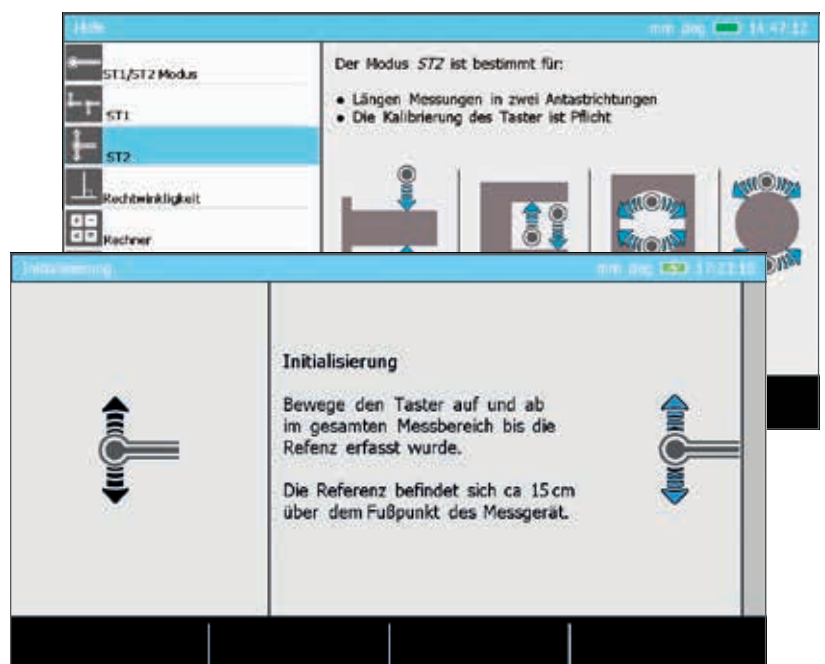 Hilfe
mm deg 14:47:12
ST1/ST2 Modus
ST1
ST2
Rechtwinkligkeit
Rechner
Der Modus ST2 ist bestimmt für:
• Längen Messungen in zwei Antastrichtungen
• Die Kalibrierung des Taster ist Pflicht
Initialisierung
mm deg 17:23:10
Initialisierung
Bewege den Taster auf und ab
im gesamten Messbereich bis die
Refenz erfasst wurde.
Die Referenz befindet sich ca 15 cm
über dem Fußpunkt des Messgerät.